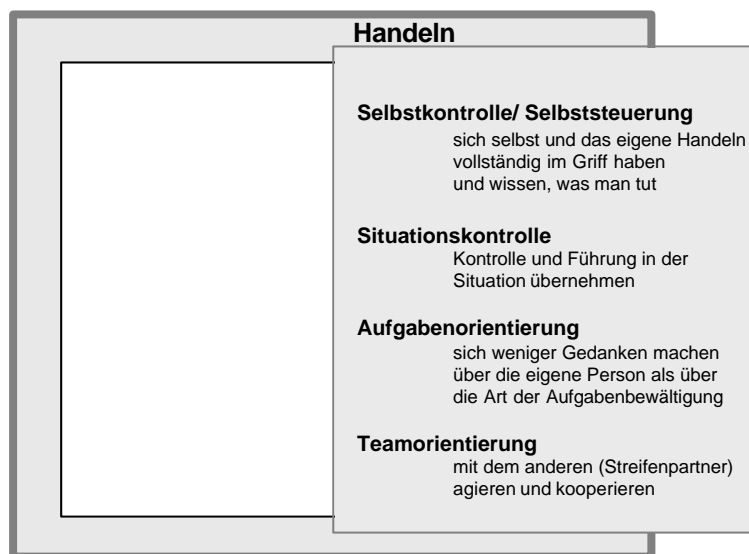 Handeln
Selbstkontrolle/ Selbststeuerung
sich selbst und das eigene Handeln
vollständig im Griff haben
und wissen, was man tut
Situationskontrolle
Kontrolle und Führung in der
Situation übernehmen
Aufgabenorientierung
sich weniger Gedanken machen
über die eigene Person als über
die Art der Aufgabenbewältigung
Teamorientierung
mit dem anderen (Streifenpartner)
agieren und kooperieren